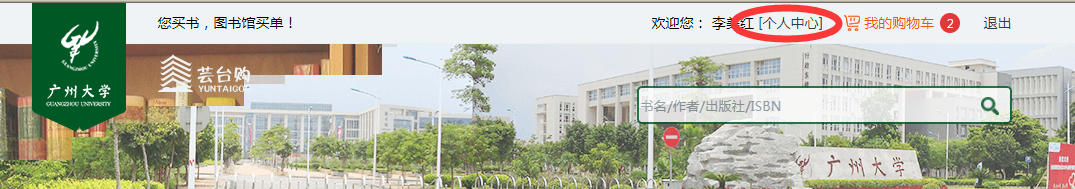 您买书，图书馆买单！
欢迎您： 李美红 [个人中心] 我的购物车 2 退出
广州大学
GUANGZHOU UNIVERSITY
芸台购
YUNTAIGOU
书名/作者/出版社/ISBN
广州大学